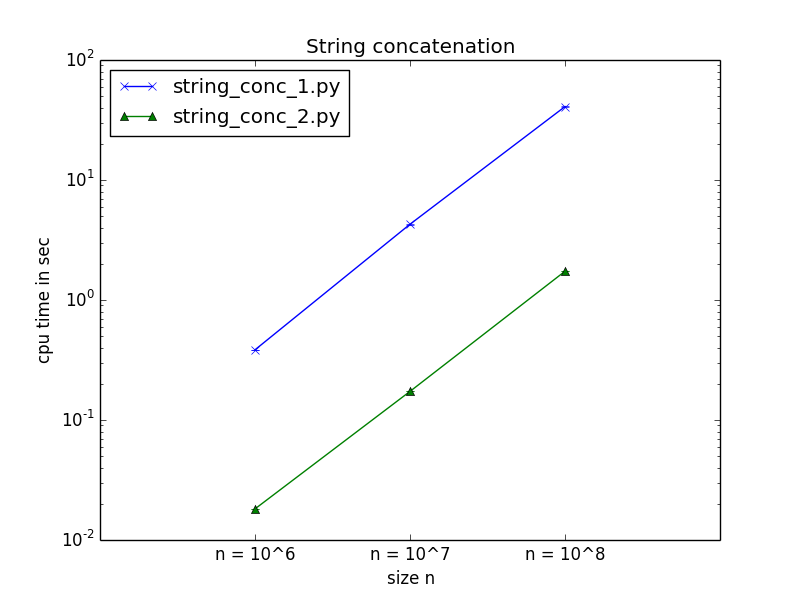 String concatenation
string_conc_1.py
string_conc_2.py
10^2
10^1
10^0
10^-1
10^-2
cpu time in sec
n = 10^6 n = 10^7 n = 10^8
size n